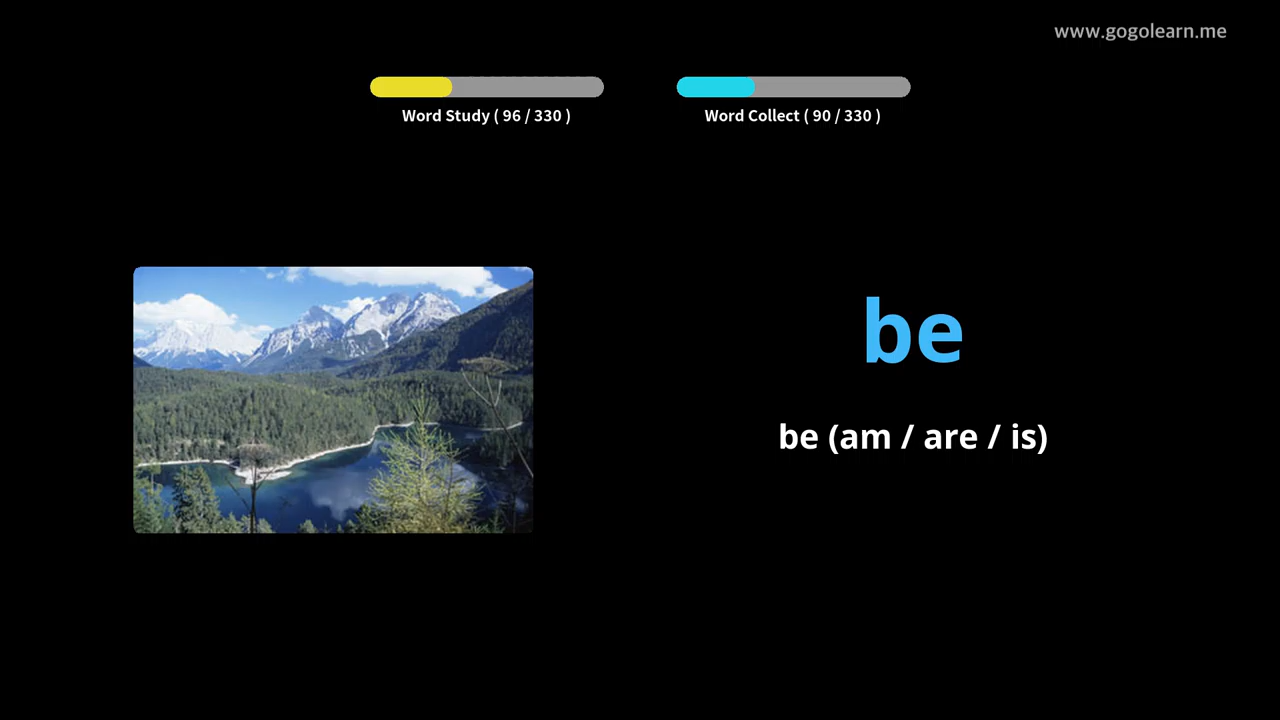 www.gogolearn.me
Word Study ( 96 / 330 )
Word Collect ( 90 / 330 )
be
be (am / are / is)